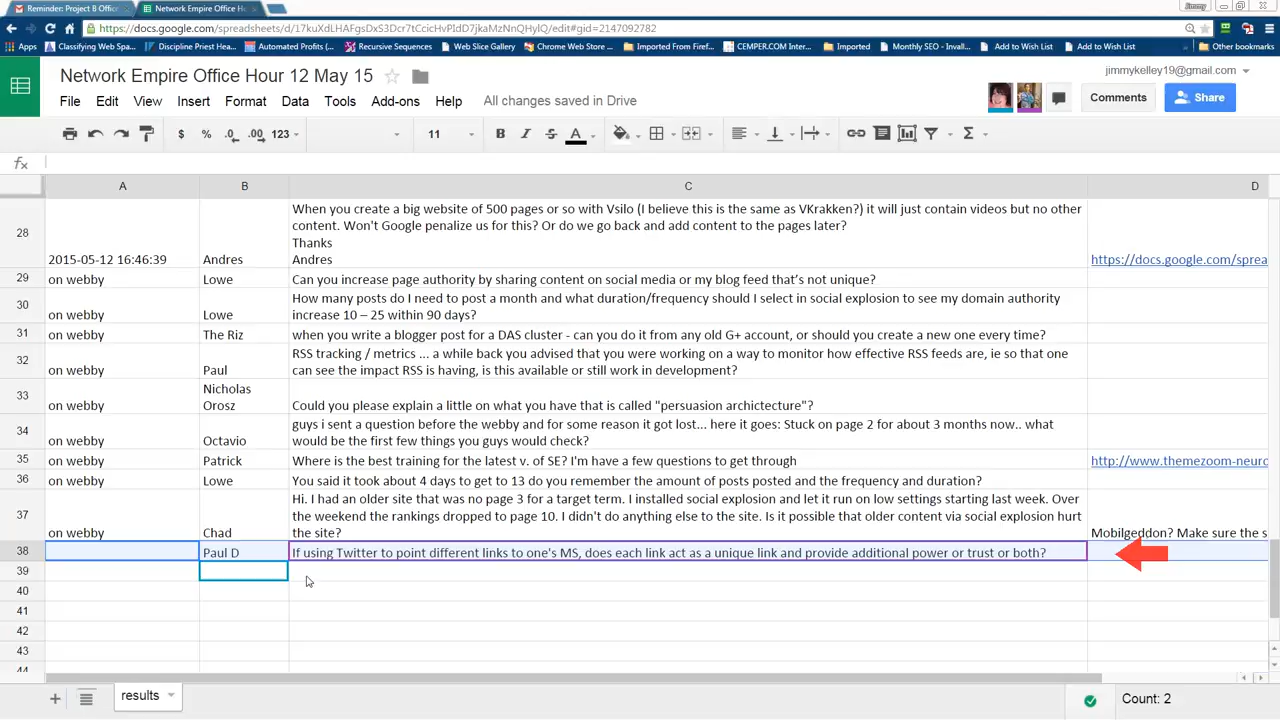 Reminder: Project B Office
Network Empire Office Ho
Jimmy
https://docs.google.com/spreadsheets/d/17kuXdLHAFgsDxS3Dcr7tCcicHvPldD7jkaMzNnQHylQ/edit#gid=2147092782
Apps Classifying Web Spa... Discipline Priest Hea... Automated Profits (... Recursive Sequences Web Slice Gallery Chrome Web Store ... Imported From Firef... CEMPER.COM Inter... Imported Monthly SEO - Invall... Add to Wish List Add to Wish List Other bookmarks
Network Empire Office Hour 12 May 15
jimmykelley19@gmail.com
File Edit View Insert Format Data Tools Add-ons Help All changes saved in Drive
Comments
Share
$ % .0 .00 123 11 B I S A Σ
fx
A B C D
When you create a big website of 500 pages or so with Vsilo (I believe this is the same as VKrakken?) it will just contain videos but no other
28 content. Won't Google penalize us for this? Or do we go back and add content to the pages later?
Thanks
2015-05-12 16:46:39 Andres Andres https://docs.google.com/sprea
29 on webby Lowe Can you increase page authority by sharing content on social media or my blog feed that’s not unique?
30 How many posts do I need to post a month and what duration/frequency should I select in social explosion to see my domain authority
on webby Lowe increase 10 – 25 within 90 days?
31 on webby The Riz when you write a blogger post for a DAS cluster - can you do it from any old G+ account, or should you create a new one every time?
32 RSS tracking / metrics ... a while back you advised that you were working on a way to monitor how effective RSS feeds are, ie so that one
on webby Paul can see the impact RSS is having, is this available or still work in development?
33 Nicholas
on webby Orosz Could you please explain a little on what you have that is called "persuasion archictecture"?
34 guys i sent a question before the webby and for some reason it got lost... here it goes: Stuck on page 2 for about 3 months now.. what
on webby Octavio would be the first few things you guys would check?
35 on webby Patrick Where is the best training for the latest v. of SE? I'm have a few questions to get through http://www.themezoom-neuro
36 on webby Lowe You said it took about 4 days to get to 13 do you remember the amount of posts posted and the frequency and duration?
Hi. I had an older site that was no page 3 for a target term. I installed social explosion and let it run on low settings starting last week. Over
37 the weekend the rankings dropped to page 10. I didn't do anything else to the site. Is it possible that older content via social explosion hurt
on webby Chad the site? Mobilgeddon? Make sure the s
38 Paul D If using Twitter to point different links to one's MS, does each link act as a unique link and provide additional power or trust or both?
39
40
41
42
43
44
results
Count: 2